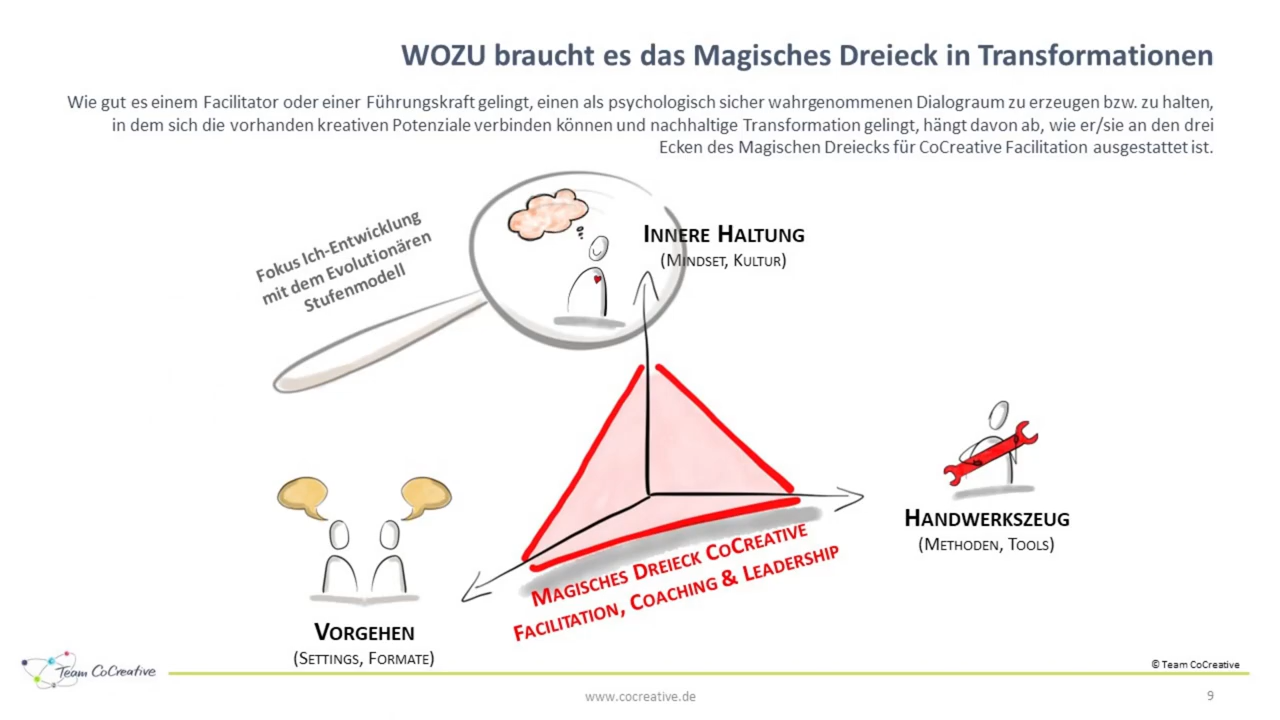 WOZU braucht es das Magisches Dreieck in Transformationen
Wie gut es einem Facilitator oder einer Führungskraft gelingt, einen als psychologisch sicher wahrgenommenen Dialograum zu erzeugen bzw. zu halten,
in dem sich die vorhanden kreativen Potenziale verbinden können und nachhaltige Transformation gelingt, hängt davon ab, wie er/sie an den drei
Ecken des Magischen Dreiecks für CoCreative Facilitation ausgestattet ist.
Fokus Ich-Entwicklung
mit dem Evolutionären
Stufenmodell
INNERE HALTUNG
(MINDSET, KULTUR)
HANDWERKSZEUG
(METHODEN, TOOLS)
MAGISCHES DREIECK COCREATIVE
FACILITATION, COACHING & LEADERSHIP
VORGEHEN
(SETTINGS, FORMATE)
Team CoCreative
© Team CoCreative
www.cocreative.de
9